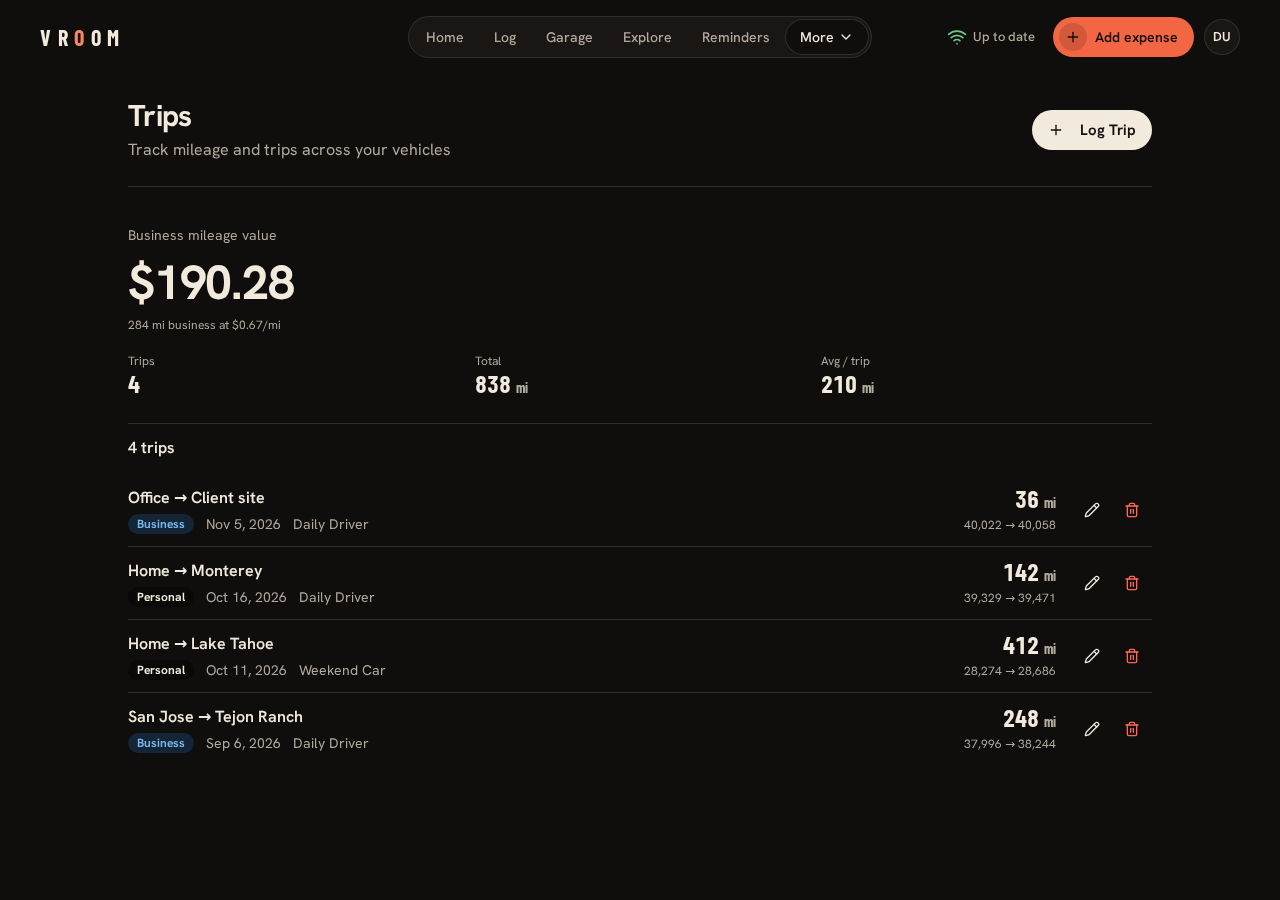 VROOM
Home Log Garage Explore Reminders More
Up to date
Add expense
DU
Trips
Track mileage and trips across your vehicles
Log Trip
Business mileage value
$190.28
284 mi business at $0.67/mi
Trips Total Avg / trip
4 838 mi 210 mi
4 trips
Office → Client site 36 mi
Business Nov 5, 2026 Daily Driver 40,022 → 40,058
Home → Monterey 142 mi
Personal Oct 16, 2026 Daily Driver 39,329 → 39,471
Home → Lake Tahoe 412 mi
Personal Oct 11, 2026 Weekend Car 28,274 → 28,686
San Jose → Tejon Ranch 248 mi
Business Sep 6, 2026 Daily Driver 37,996 → 38,244